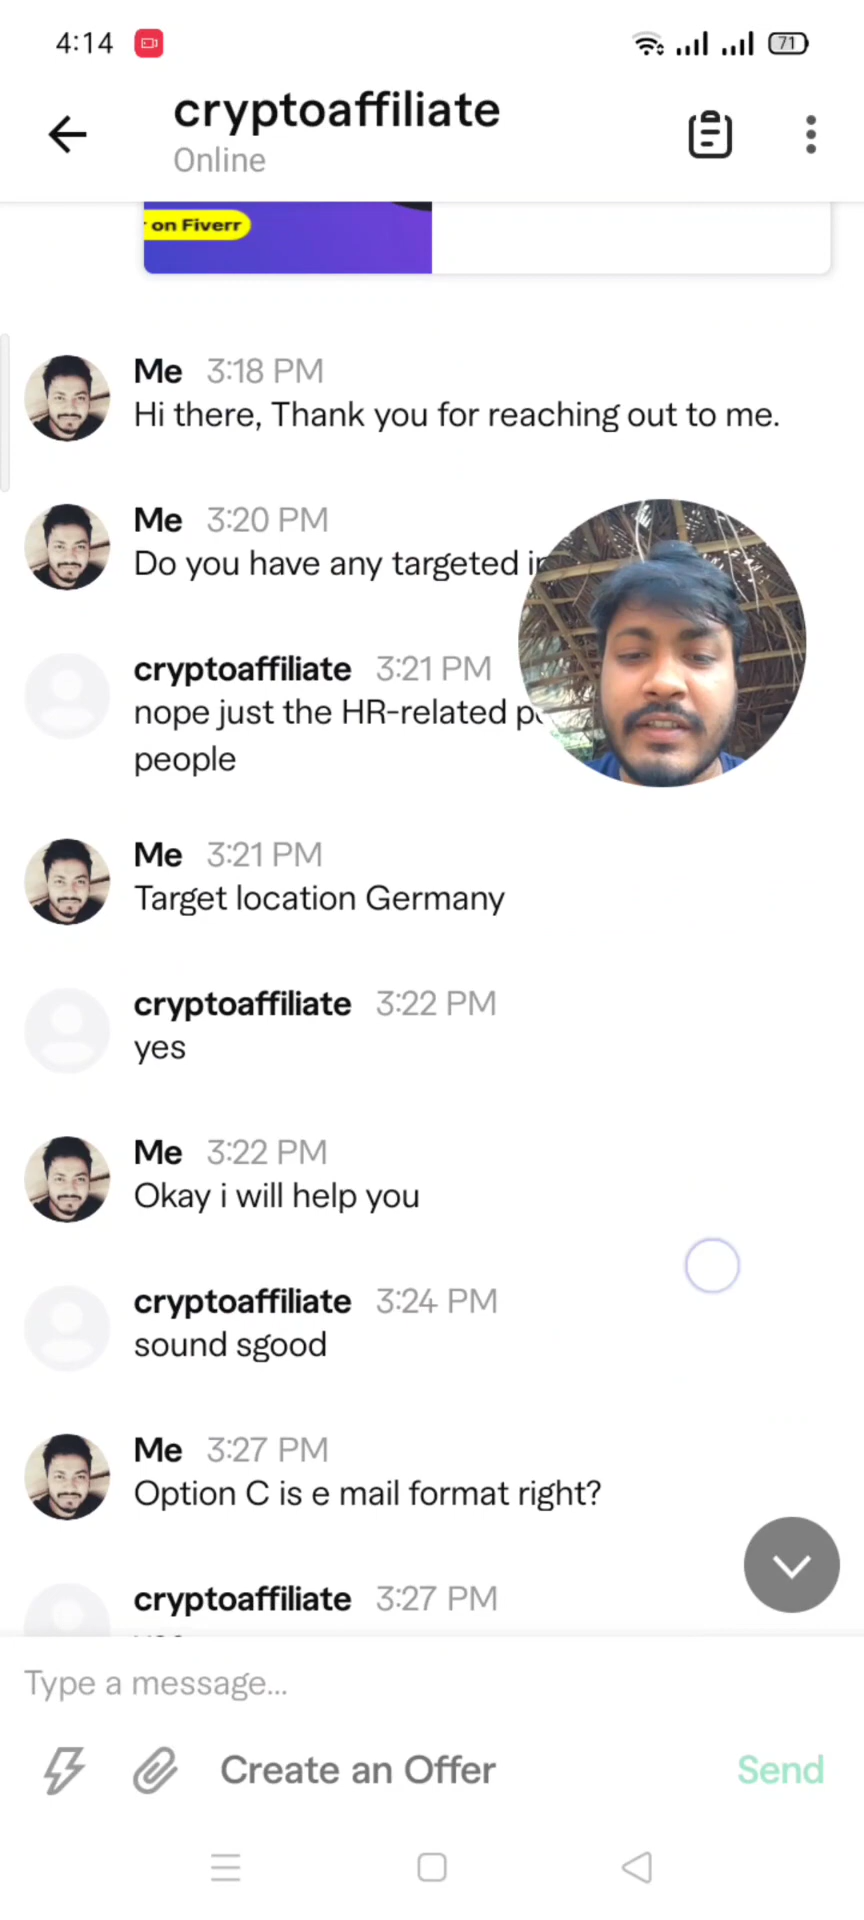 4:14
71
cryptoaffiliate
Online
on Fiverr
Me 3:18 PM
Hi there, Thank you for reaching out to me.
Me 3:20 PM
Do you have any targeted
cryptoaffiliate 3:21 PM
nope just the HR-related
people
Me 3:21 PM
Target location Germany
cryptoaffiliate 3:22 PM
yes
Me 3:22 PM
Okay i will help you
cryptoaffiliate 3:24 PM
sound sgood
Me 3:27 PM
Option C is e mail format right?
cryptoaffiliate 3:27 PM
Type a message...
Create an Offer
Send